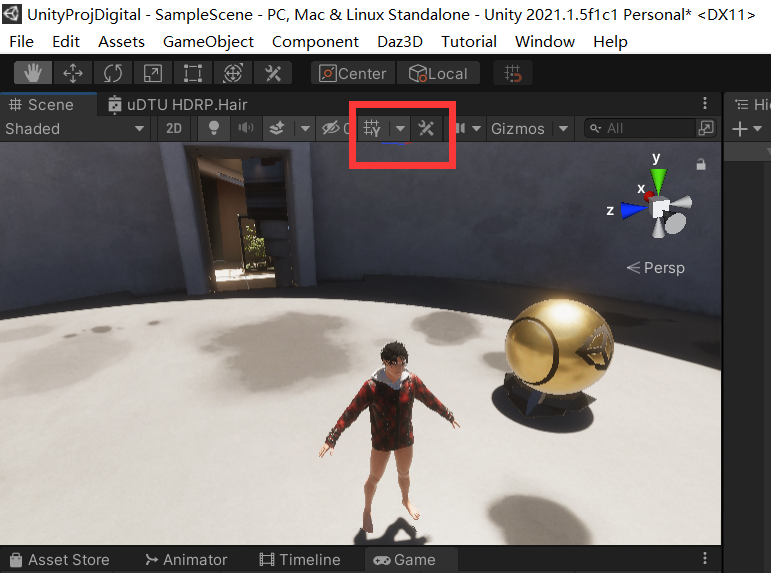 UnityProjDigital - SampleScene - PC, Mac & Linux Standalone - Unity 2021.1.5f1c1 Personal* <DX11>
File Edit Assets GameObject Component Daz3D Tutorial Window Help
Center Local
Scene uDTU HDRP.Hair Hi
Shaded 2D 0 Y Gizmos All
y
x
z
Persp
Asset Store Animator Timeline Game